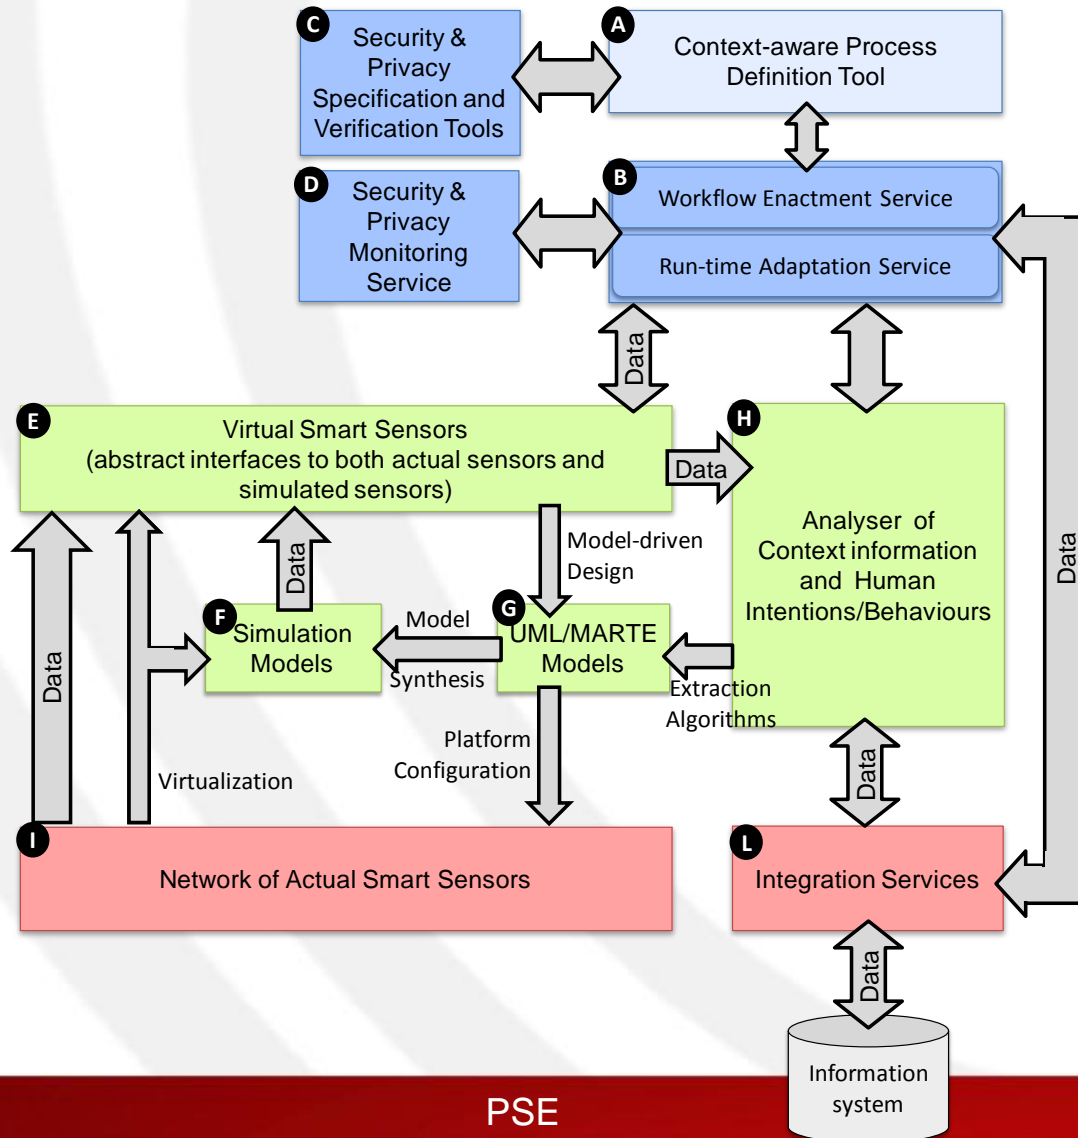 C
Security &
Privacy
Specification and
Verification Tools
A
Context-aware Process
Definition Tool
D
Security &
Privacy
Monitoring
Service
B
Workflow Enactment Service
Run-time Adaptation Service
Data
E
Virtual Smart Sensors
(abstract interfaces to both actual sensors and
simulated sensors)
Data
H
Analyser of
Context information
and Human
Intentions/Behaviours
Data
Data
Model-driven
Design
F
Simulation
Models
Model
Synthesis
G
UML/MARTE
Models
Extraction
Algorithms
Data
Virtualization
Platform
Configuration
Data
I
Network of Actual Smart Sensors
L
Integration Services
Data
Information
system
PSE